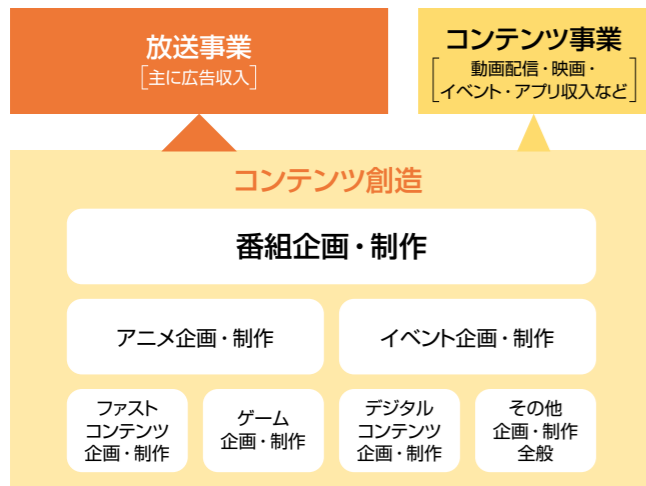 放送事業
[主に広告収入]
コンテンツ事業
[動画配信・映画・
イベント・アプリ収入など]
コンテンツ創造
番組企画・制作
アニメ企画・制作
イベント企画・制作
ファスト
コンテンツ
企画・制作
ゲーム
企画・制作
デジタル
コンテンツ
企画・制作
その他
企画・制作
全般